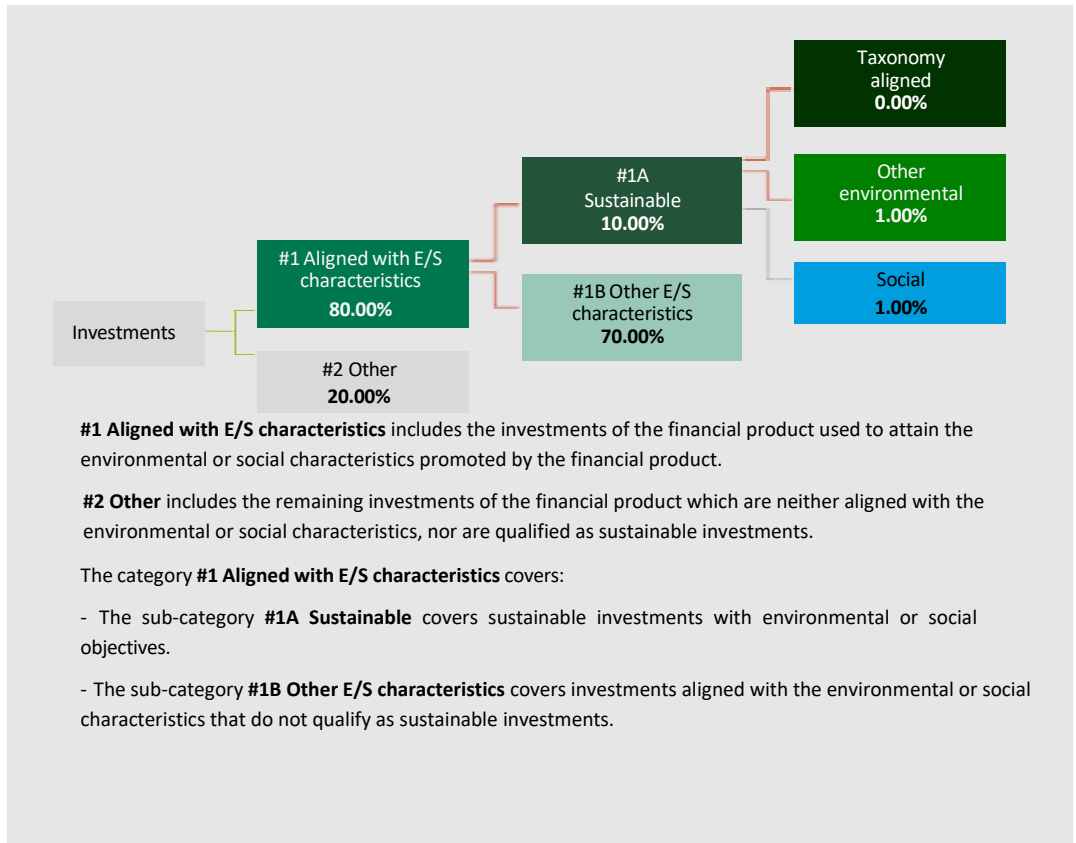 Taxonomy
aligned
0.00%
#1A
Sustainable
10.00%
Other
environmental
1.00%
#1 Aligned with E/S
characteristics
80.00%
Social
1.00%
#1B Other E/S
characteristics
70.00%
Investments
#2 Other
20.00%
#1 Aligned with E/S characteristics includes the investments of the financial product used to attain the
environmental or social characteristics promoted by the financial product.
#2 Other includes the remaining investments of the financial product which are neither aligned with the
environmental or social characteristics, nor are qualified as sustainable investments.
The category #1 Aligned with E/S characteristics covers:
- The sub-category #1A Sustainable covers sustainable investments with environmental or social
objectives.
- The sub-category #1B Other E/S characteristics covers investments aligned with the environmental or social
characteristics that do not qualify as sustainable investments.